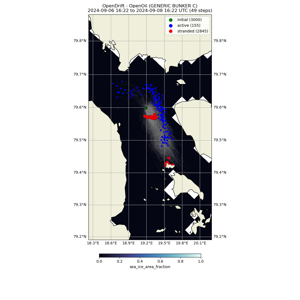 OpenDrift - OpenOil (GENERIC BUNKER C)
2024-09-06 16:22 to 2024-09-08 16:22 UTC (49 steps)
initial (3000)
active (155)
stranded (2845)
79.8°N 79.8°N
79.7°N 79.7°N
79.6°N 79.6°N
79.5°N 79.5°N
79.4°N 79.4°N
79.3°N 79.3°N
79.2°N 79.2°N
18.3°E 18.6°E 18.9°E 19.2°E 19.5°E 19.8°E 20.1°E
0.0 0.2 0.4 0.6 0.8 1.0
sea_ice_area_fraction